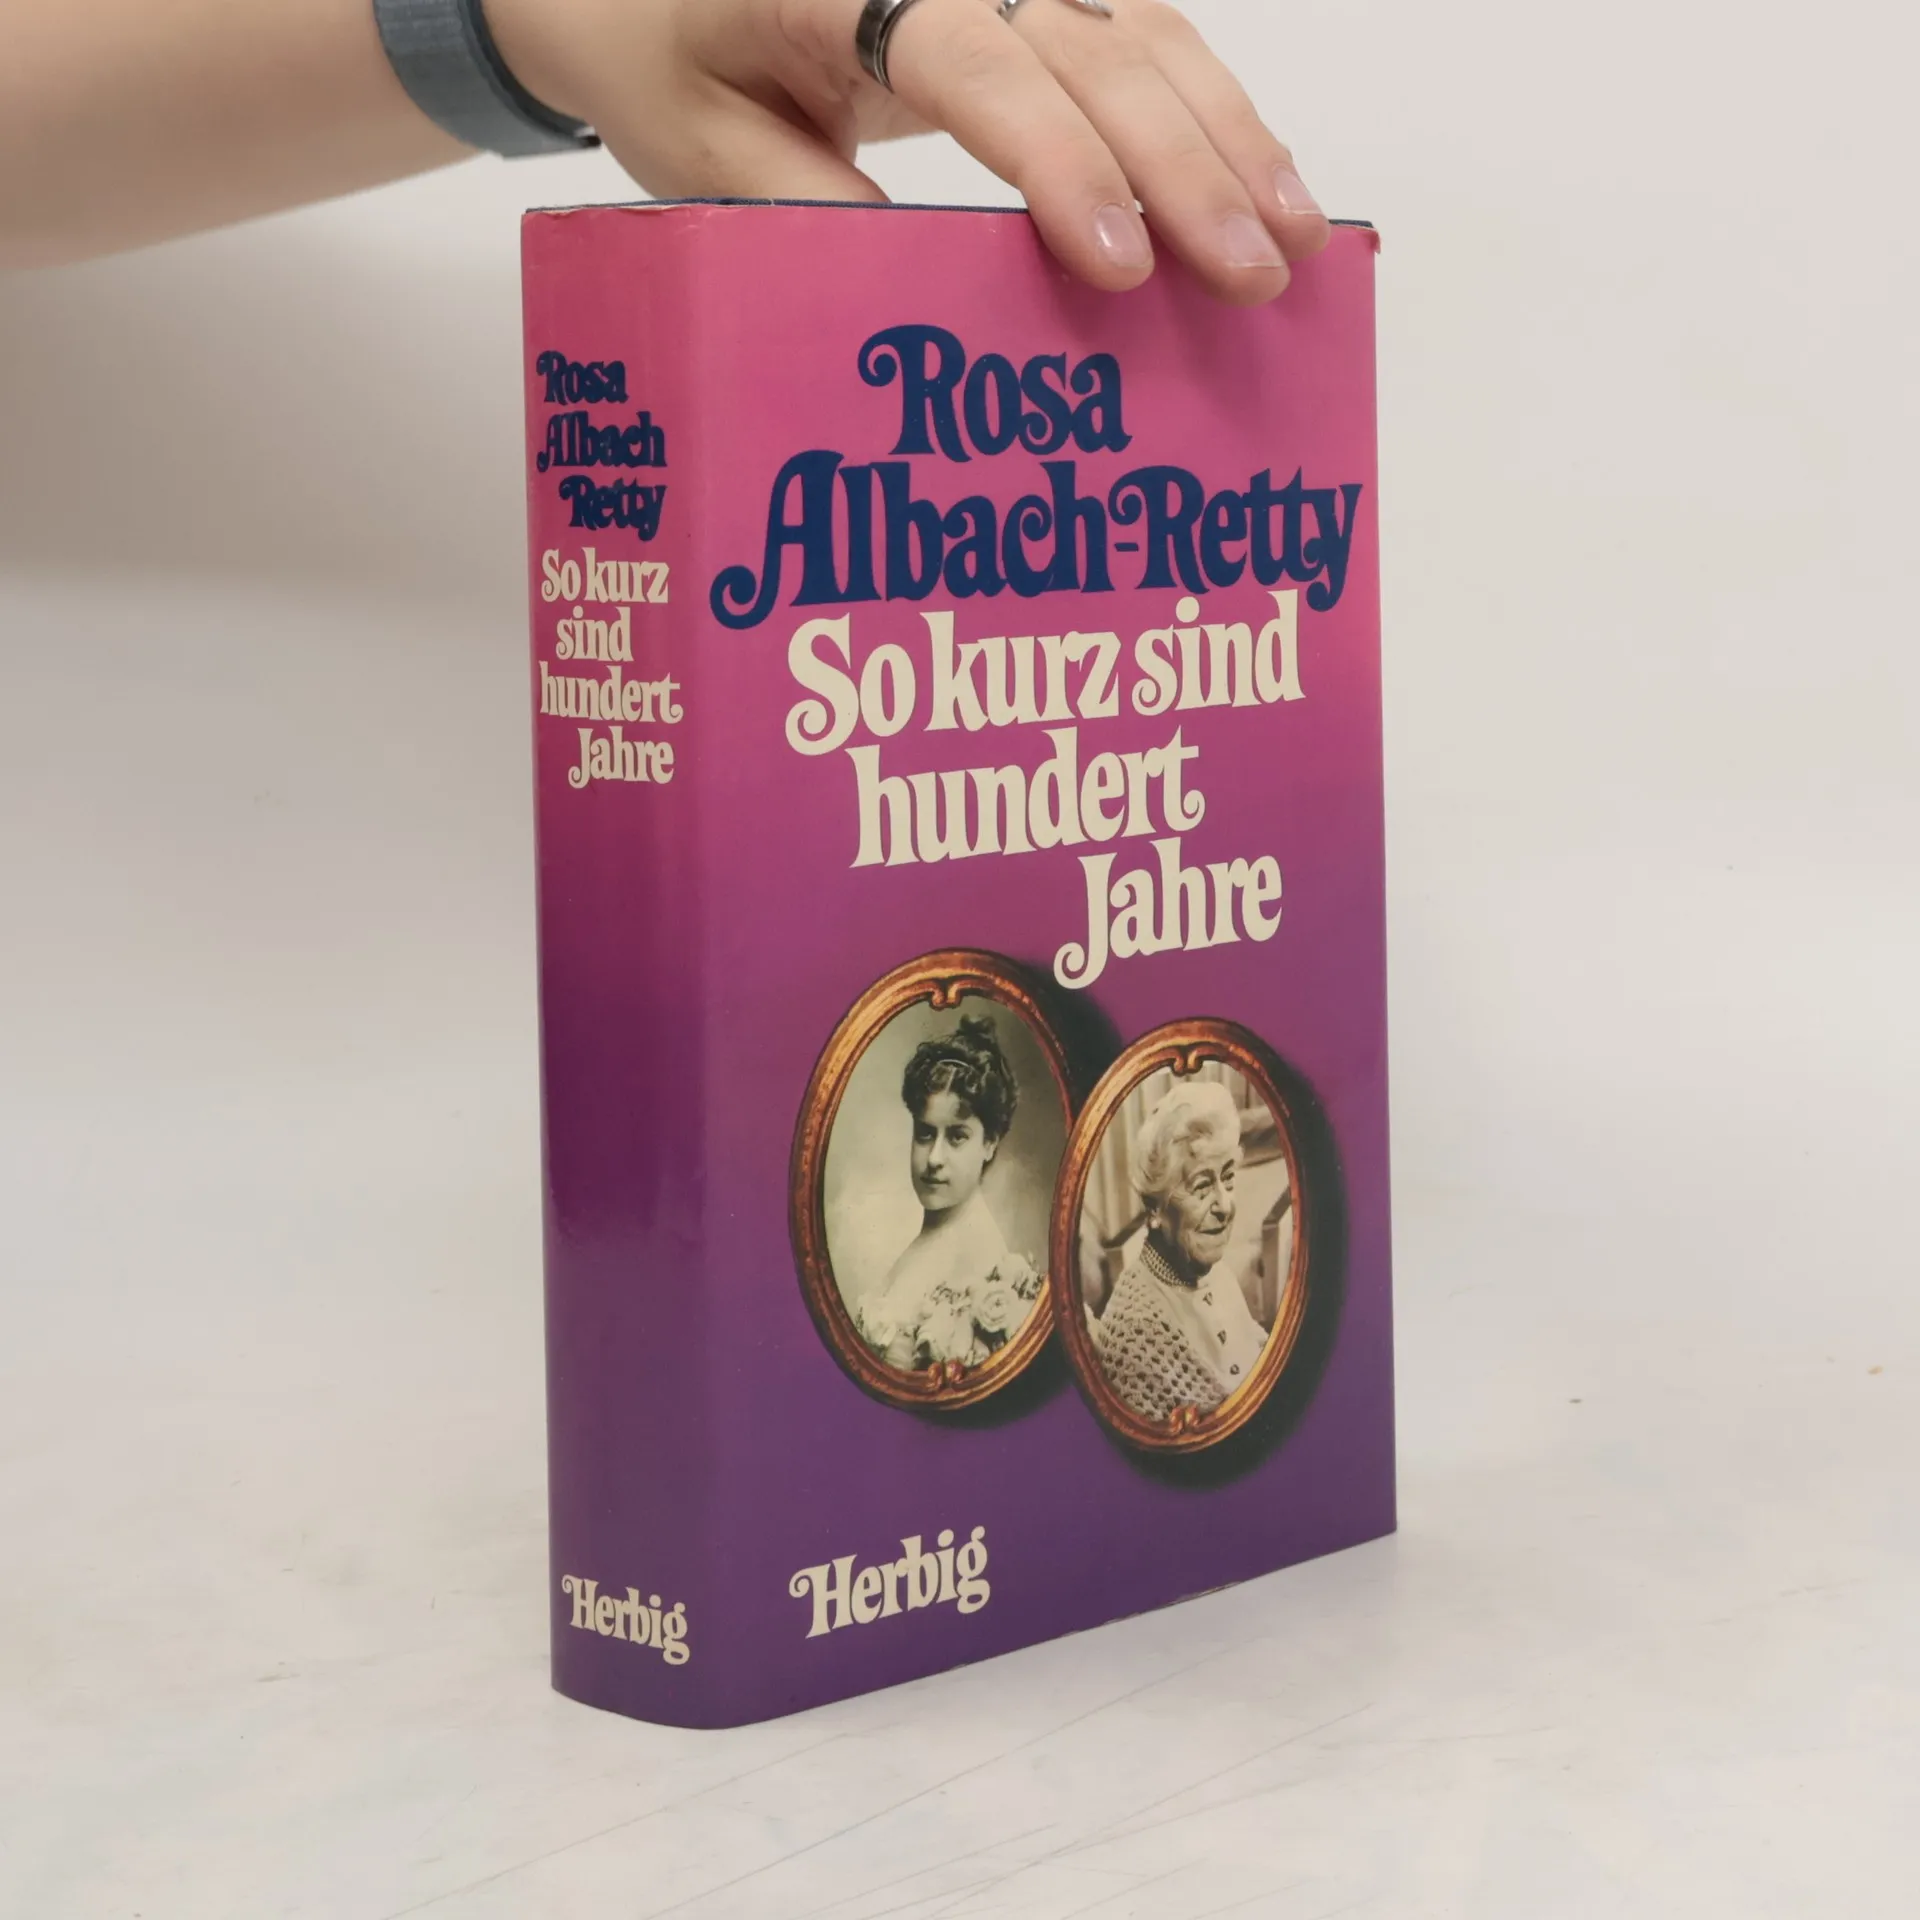 Rosa
Albach
Retty
So kurz
sind
hundert
Jahre
Herbig
Rosa
Albach-Retty
So kurz sind
hundert
Jahre
Herbig